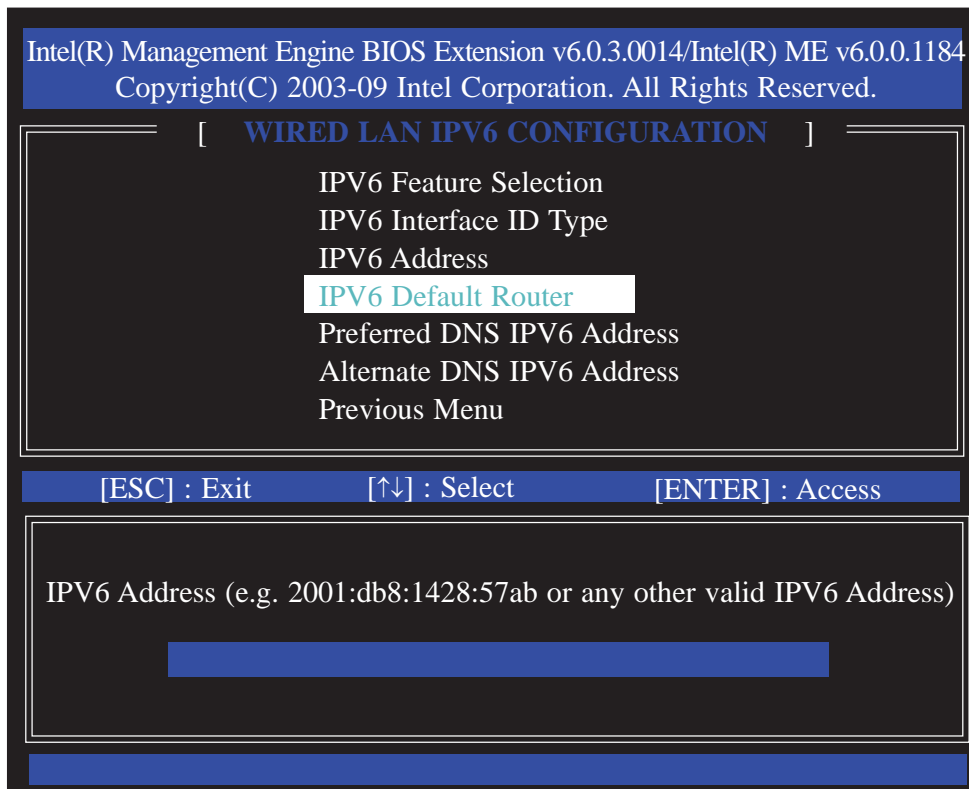 Intel(R) Management Engine BIOS Extension v6.0.3.0014/Intel(R) ME v6.0.0.1184
Copyright(C) 2003-09 Intel Corporation. All Rights Reserved.
[ WIRED LAN IPV6 CONFIGURATION ]
IPV6 Feature Selection
IPV6 Interface ID Type
IPV6 Address
IPV6 Default Router
Preferred DNS IPV6 Address
Alternate DNS IPV6 Address
Previous Menu
[ESC] : Exit [↑↓] : Select [ENTER] : Access
IPV6 Address (e.g. 2001:db8:1428:57ab or any other valid IPV6 Address)